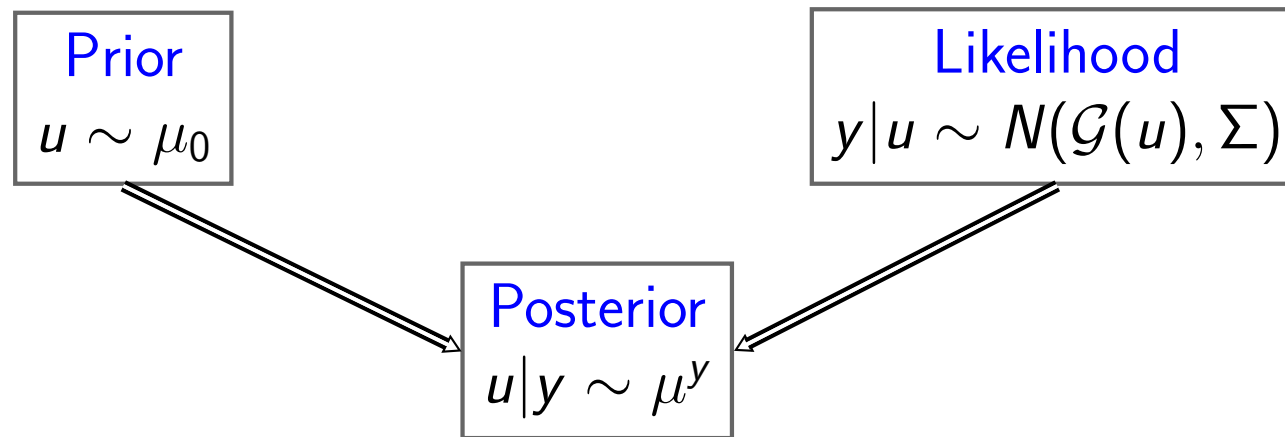 Prior
u ∼ μ₀
Likelihood
y|u ∼ N(𝒢(u), Σ)
Posterior
u|y ∼ μʸ